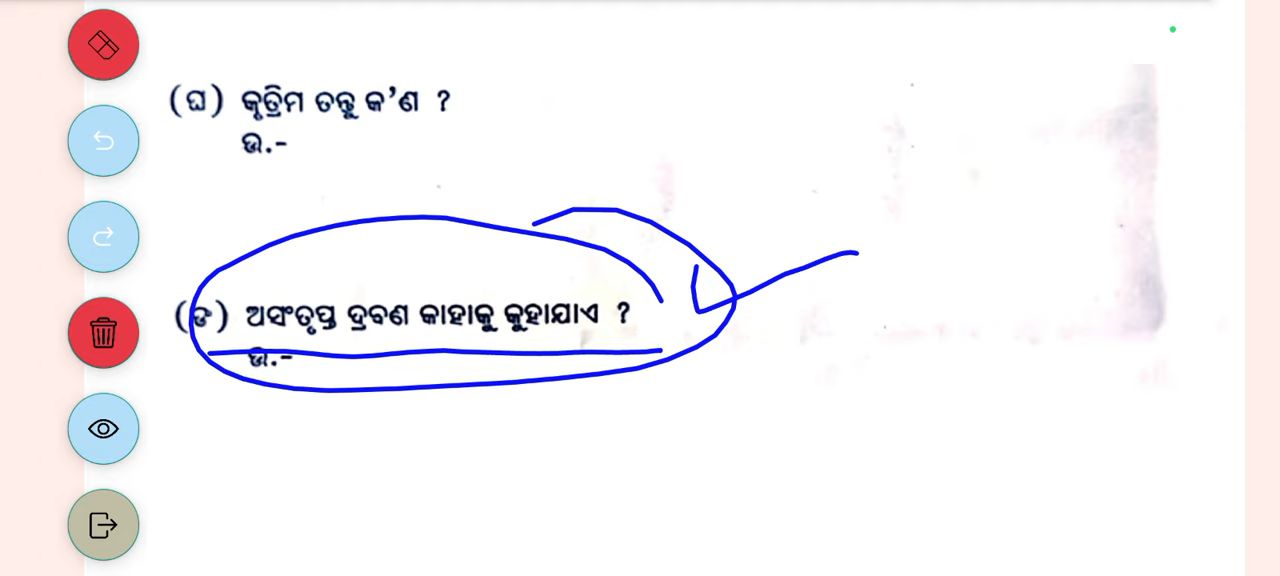 (ଘ) କୃତ୍ରିମ ତନ୍ତୁ କ'ଣ ?
ଉ.-
(ଙ) ଅସଂତୃପ୍ତ ଦ୍ରବଣ କାହାକୁ କୁହାଯାଏ ?
ଉ.-